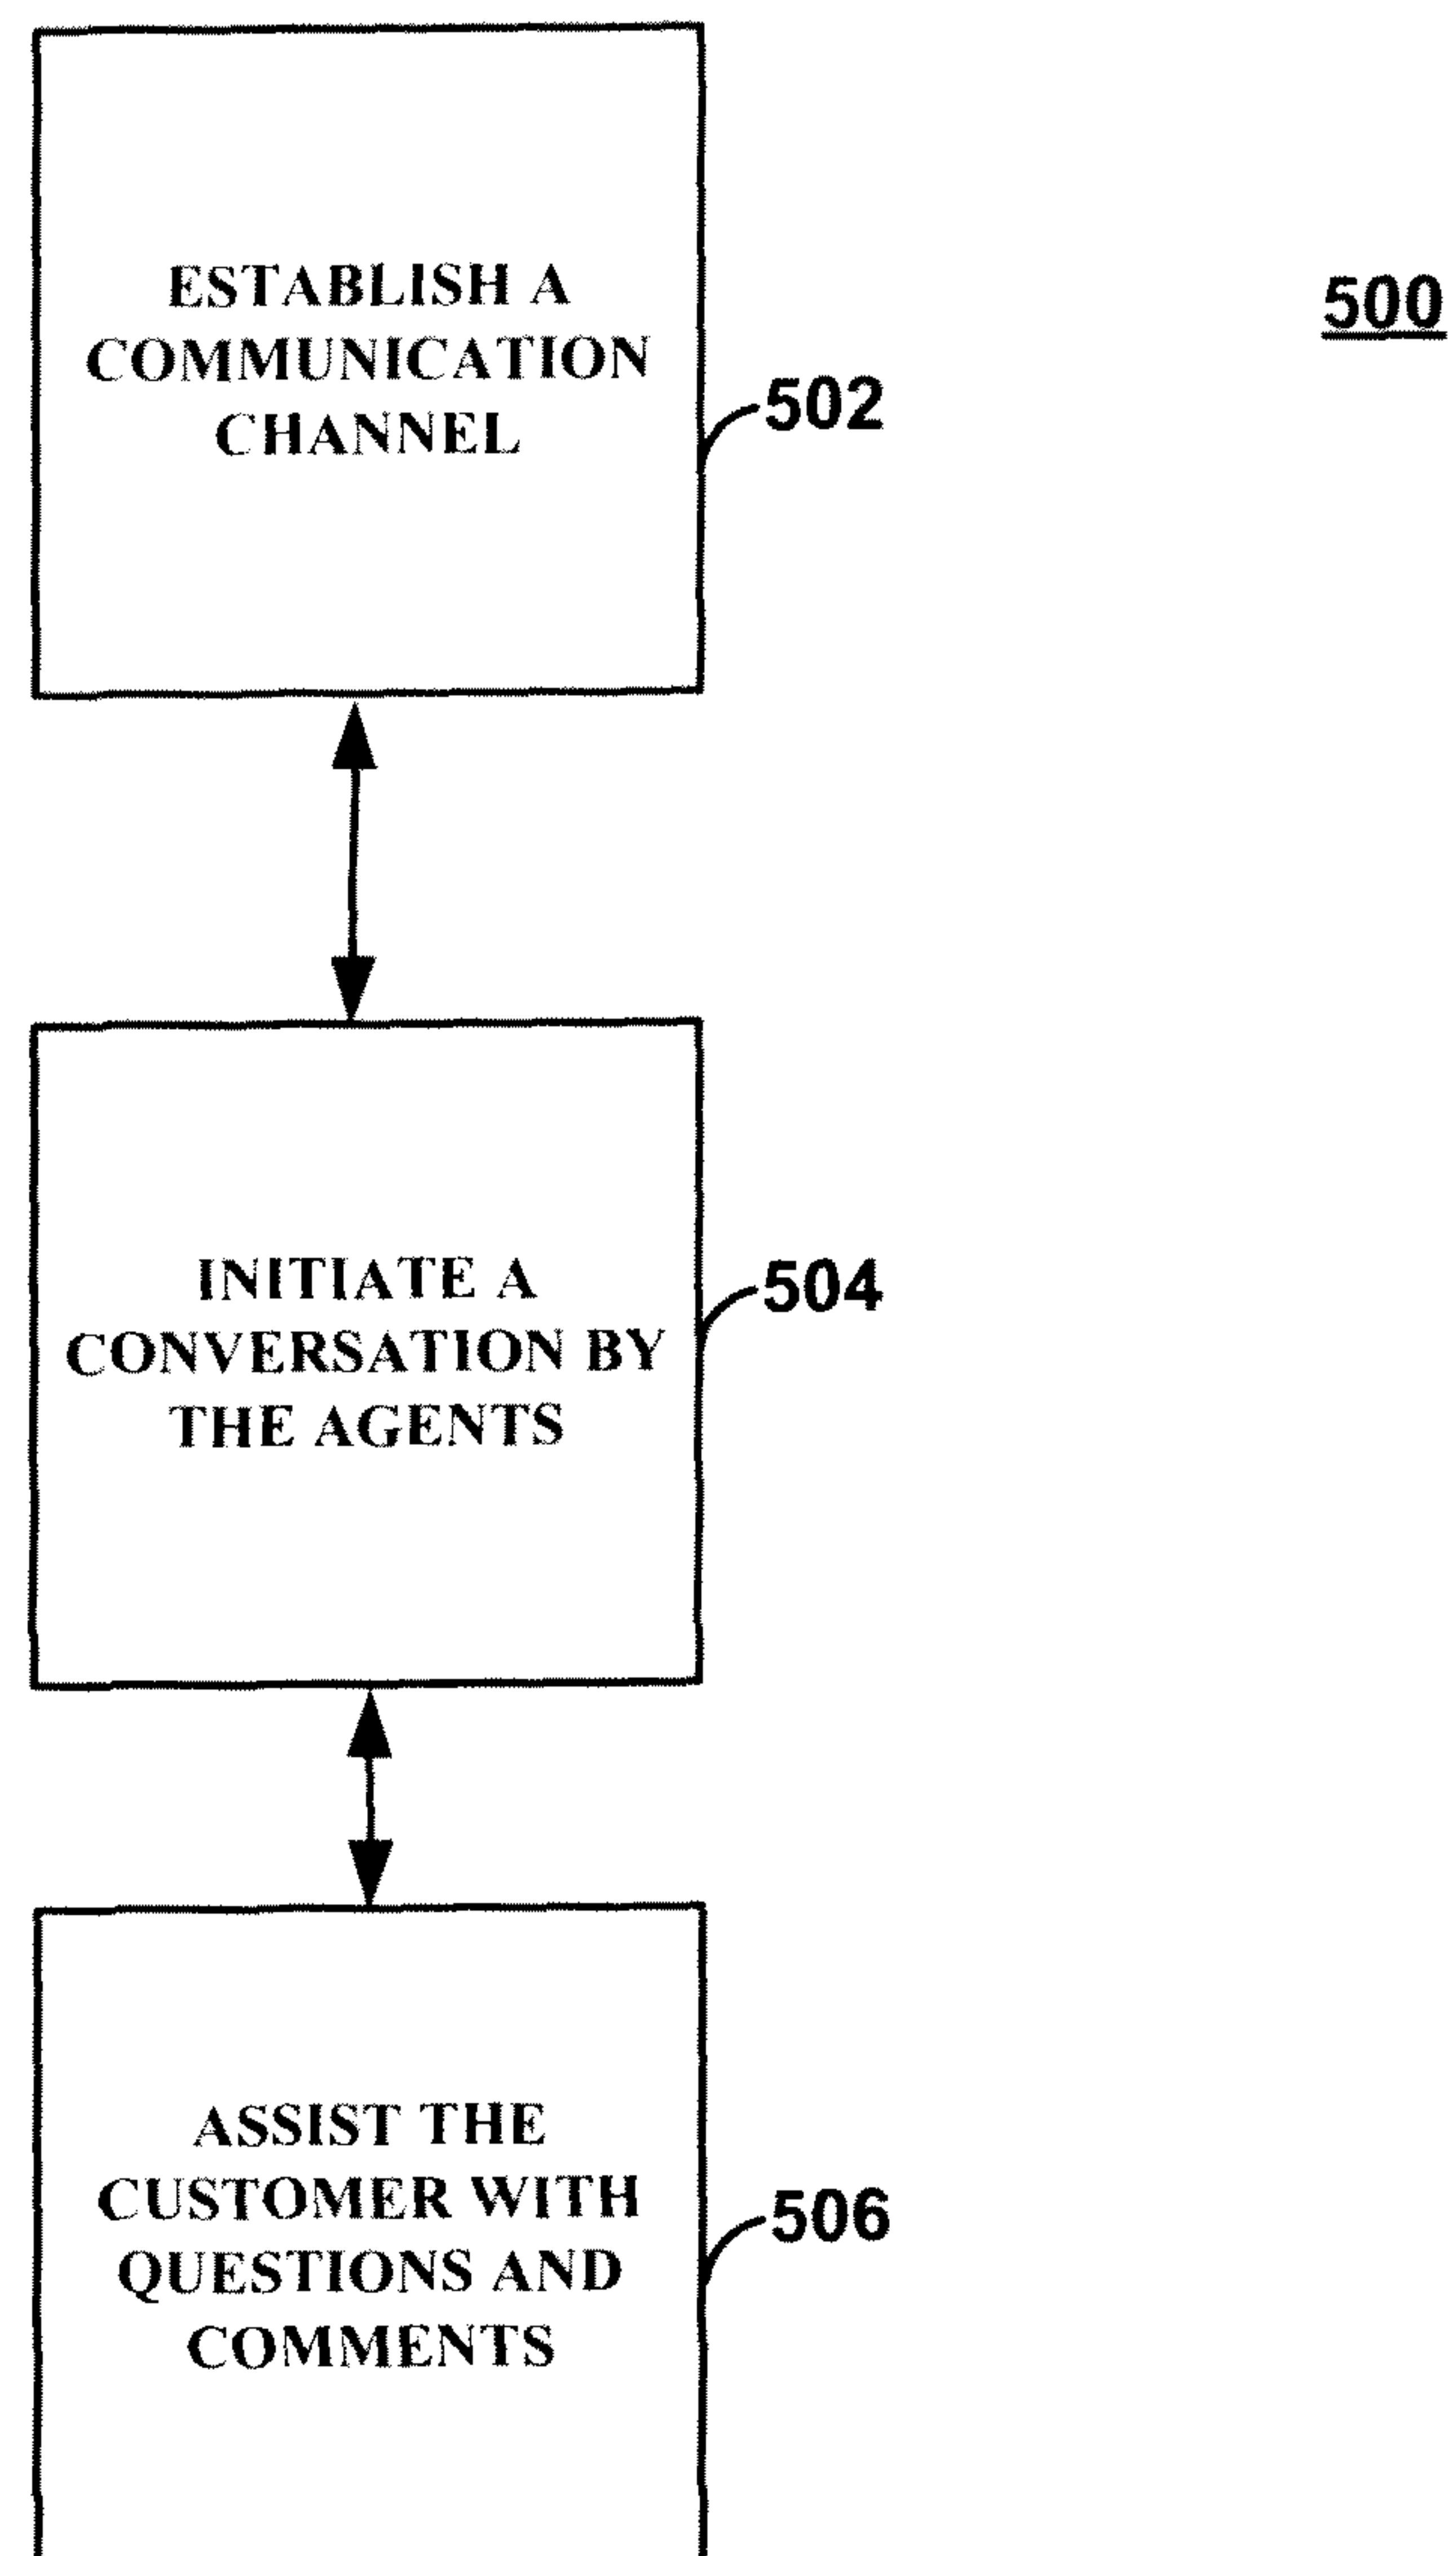 ESTABLISH A
COMMUNICATION
CHANNEL
500
502
INITIATE A
CONVERSATION BY
THE AGENTS
504
ASSIST THE
CUSTOMER WITH
QUESTIONS AND
COMMENTS
506